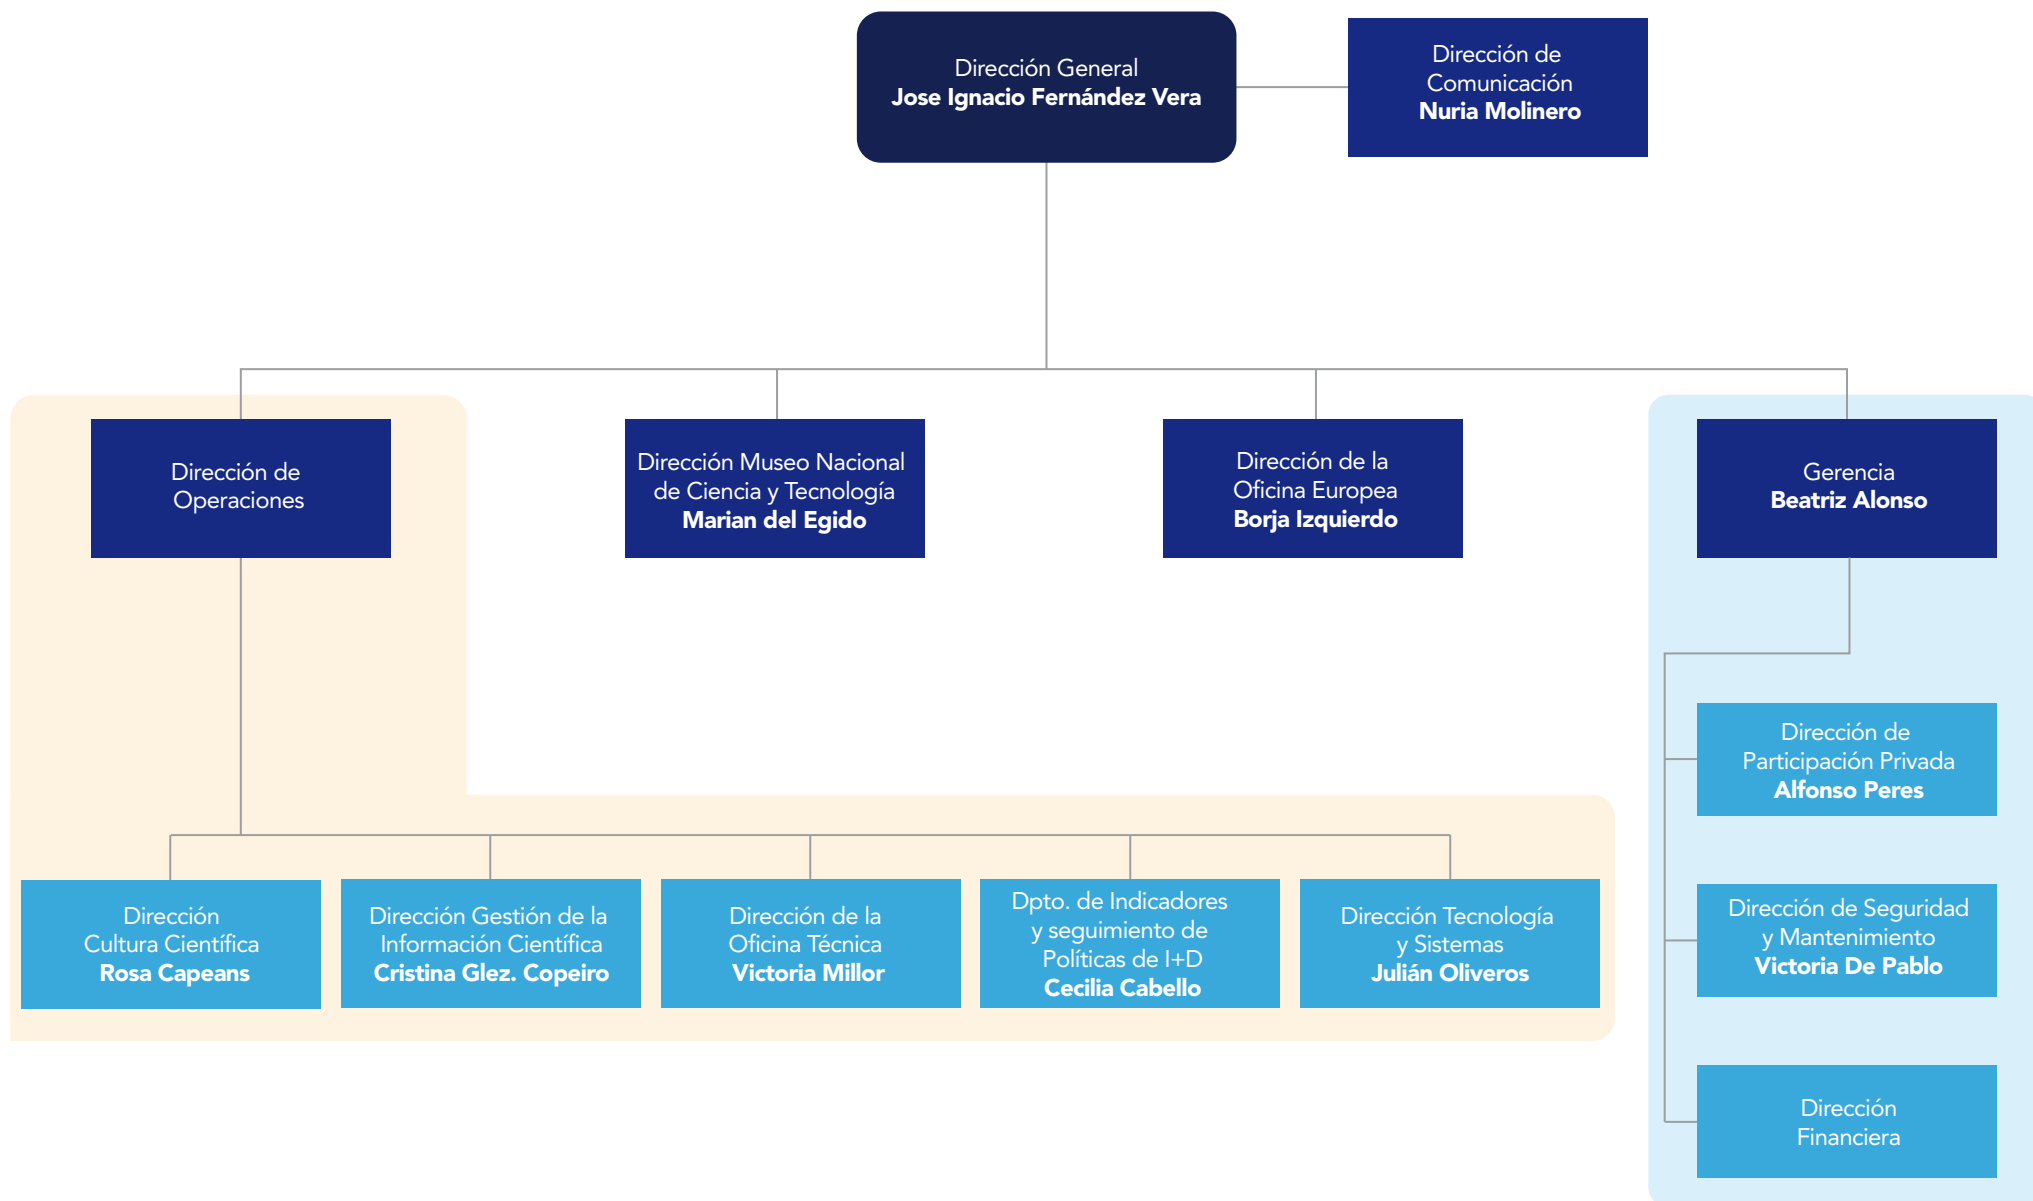 Dirección General
Jose Ignacio Fernández Vera
Dirección de
Comunicación
Nuria Molinero
Dirección de
Operaciones
Dirección Museo Nacional
de Ciencia y Tecnología
Marian del Egido
Dirección de la
Oficina Europea
Borja Izquierdo
Gerencia
Beatriz Alonso
Dirección
Cultura Científica
Rosa Capeans
Dirección Gestión de la
Información Científica
Cristina Glez. Copeiro
Dirección de la
Oficina Técnica
Victoria Millor
Dpto. de Indicadores
y seguimiento de
Políticas de I+D
Cecilia Cabello
Dirección Tecnología
y Sistemas
Julián Oliveros
Dirección de
Participación Privada
Alfonso Peres
Dirección de Seguridad
y Mantenimiento
Victoria De Pablo
Dirección
Financiera